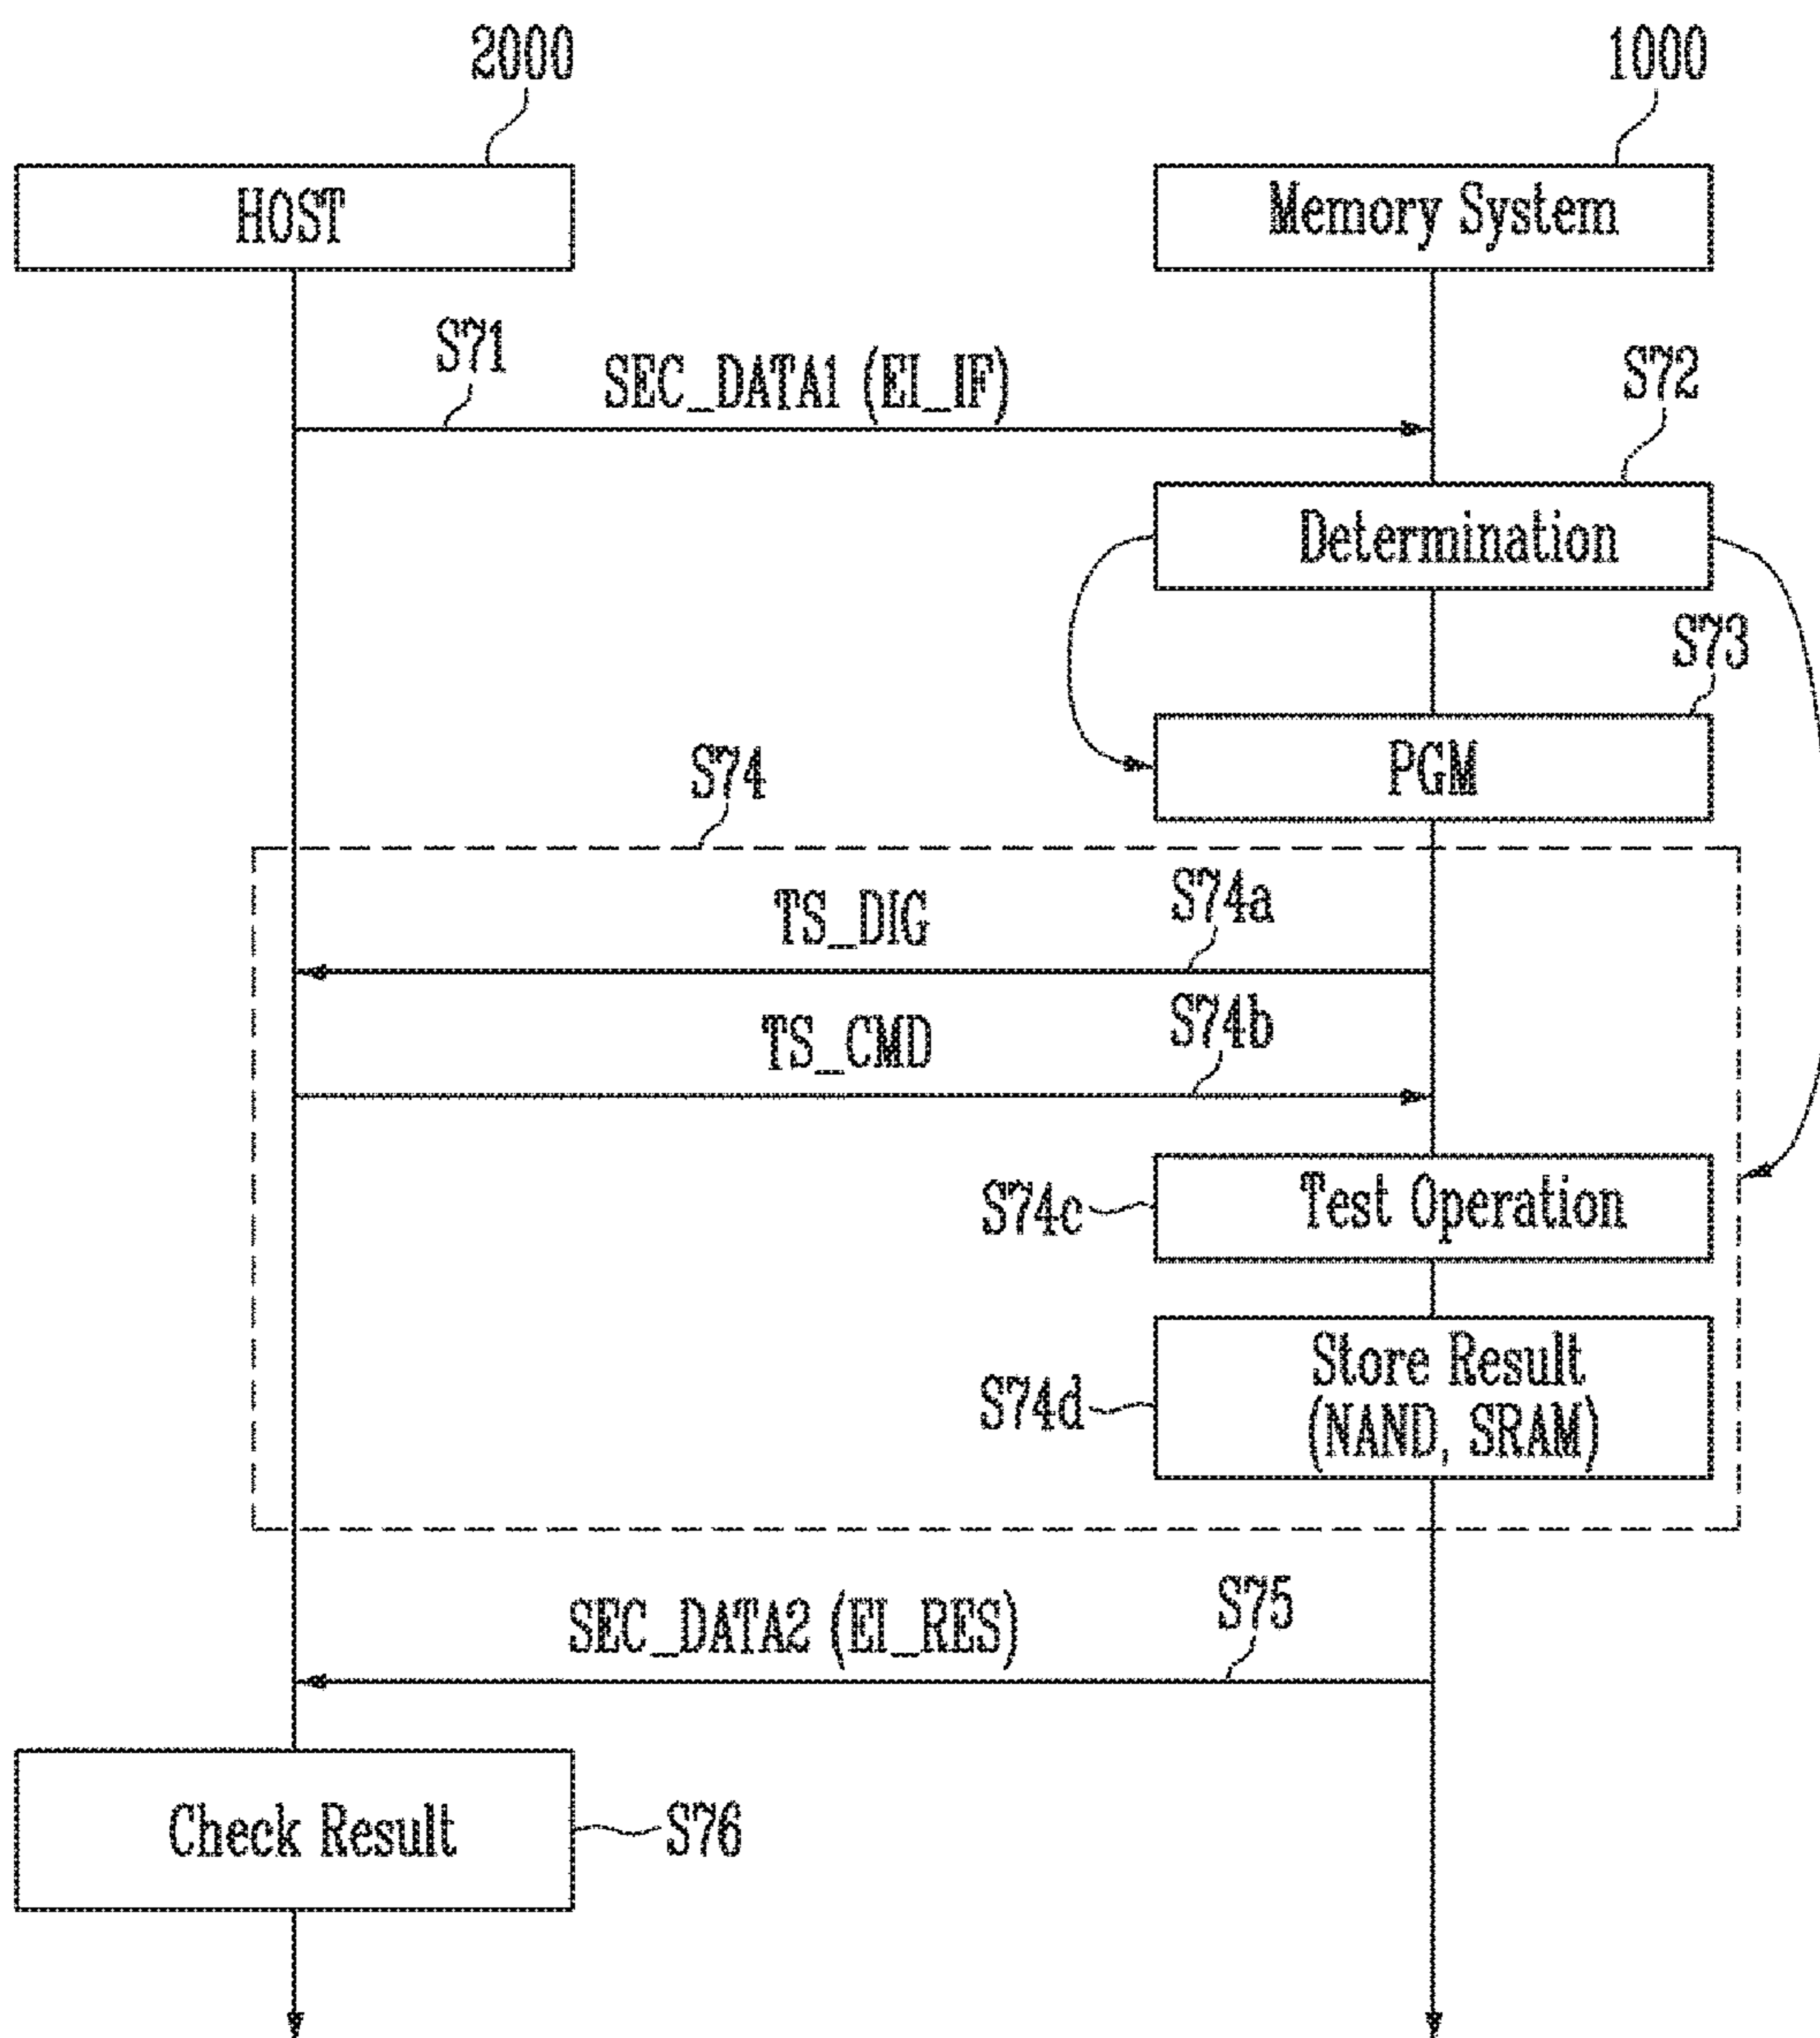 2000
1000
HOST
Memory System
S71
SEC_DATA1 (EI_IF)
S72
Determination
S73
PGM
S74
TS_DIG
S74a
TS_CMD
S74b
S74c
Test Operation
S74d
Store Result
(NAND, SRAM)
SEC_DATA2 (EI_RES)
S75
Check Result
S76